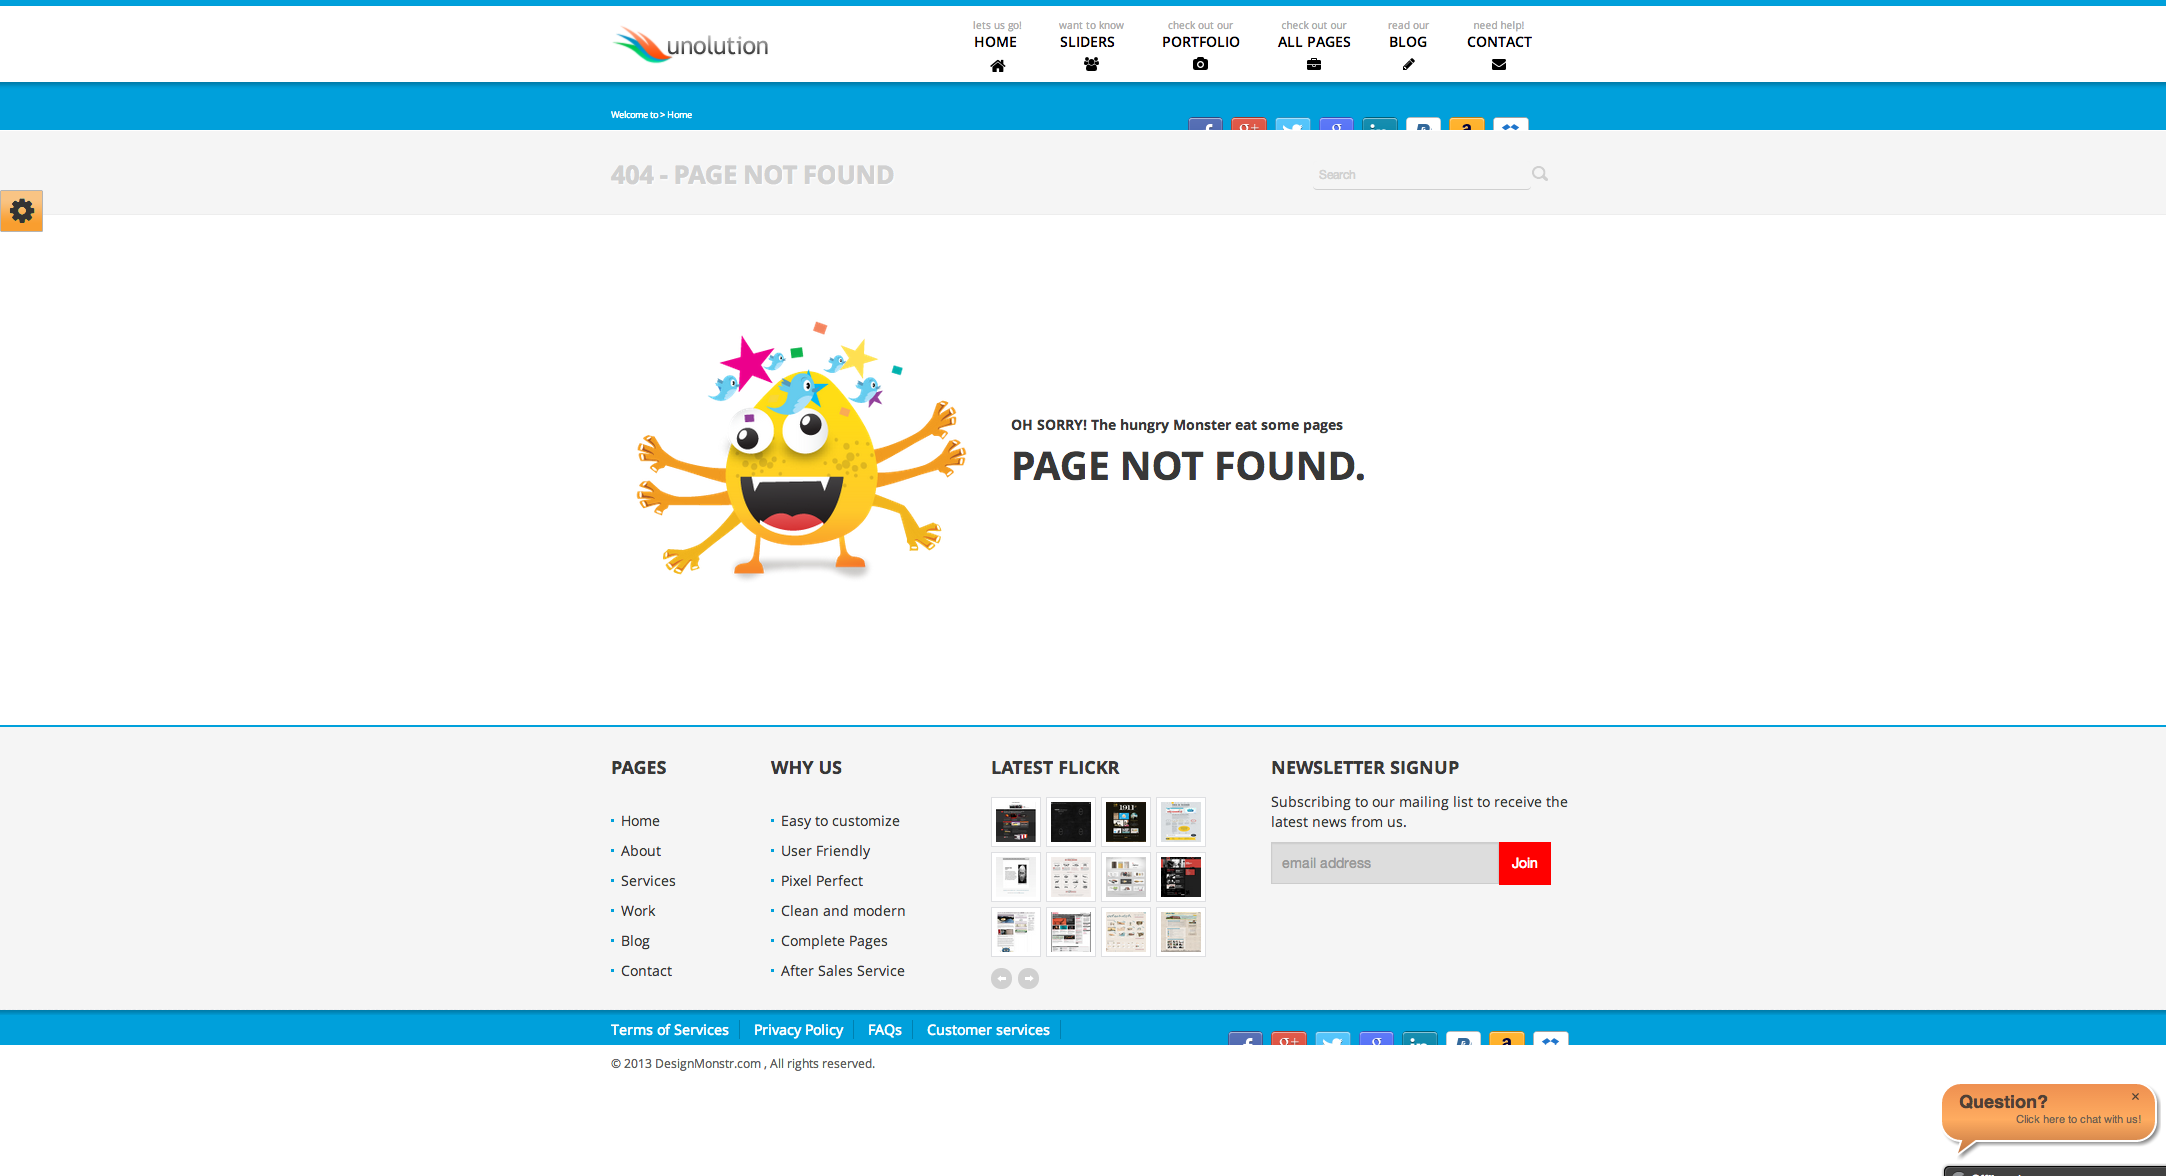 unolution
lets us go!
HOME
want to know
SLIDERS
check out our
PORTFOLIO
check out our
ALL PAGES
read our
BLOG
need help!
CONTACT
Welcome to > Home
404 - PAGE NOT FOUND
Search
OH SORRY! The hungry Monster eat some pages
PAGE NOT FOUND.
PAGES
Home
About
Services
Work
Blog
Contact
WHY US
Easy to customize
User Friendly
Pixel Perfect
Clean and modern
Complete Pages
After Sales Service
LATEST FLICKR
NEWSLETTER SIGNUP
Subscribing to our mailing list to receive the
latest news from us.
email address
Join
Terms of Services
Privacy Policy
FAQs
Customer services
© 2013 DesignMonstr.com , All rights reserved.
Question?
×
Click here to chat with us!